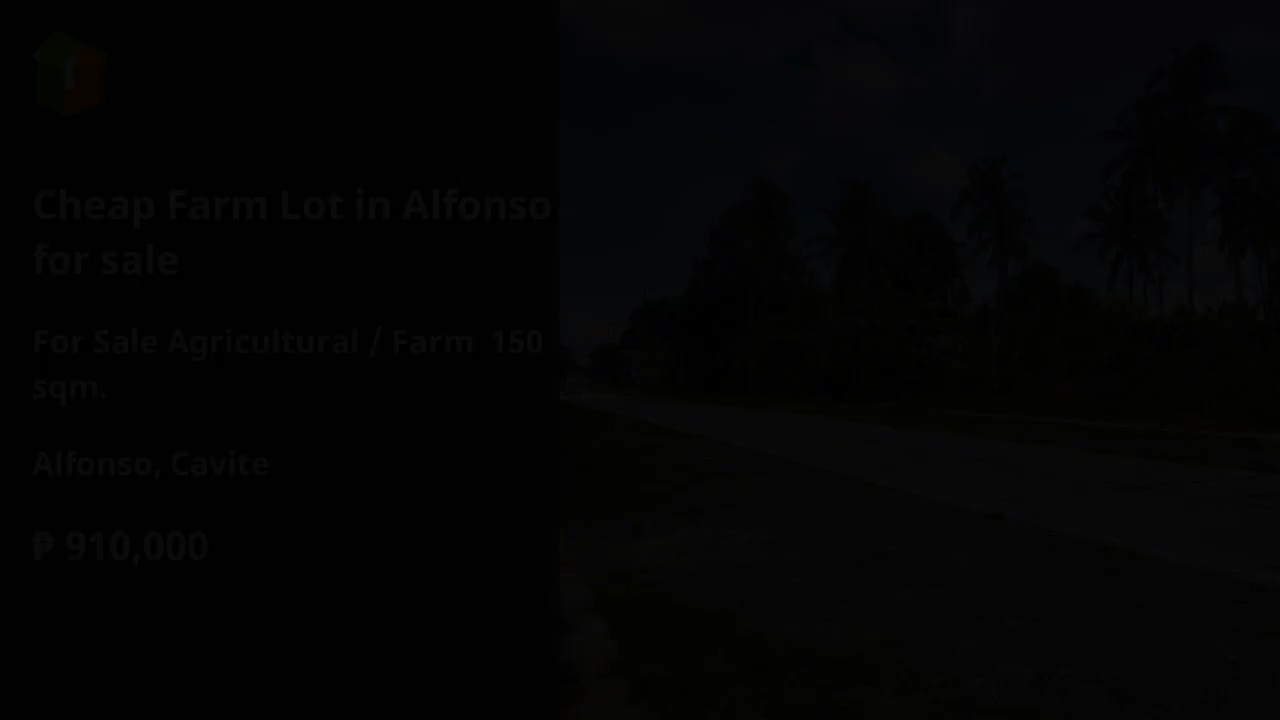 Cheap Farm Lot in Alfonso
for sale
For Sale Agricultural / Farm 150
sqm.
Alfonso, Cavite
₱ 910,000